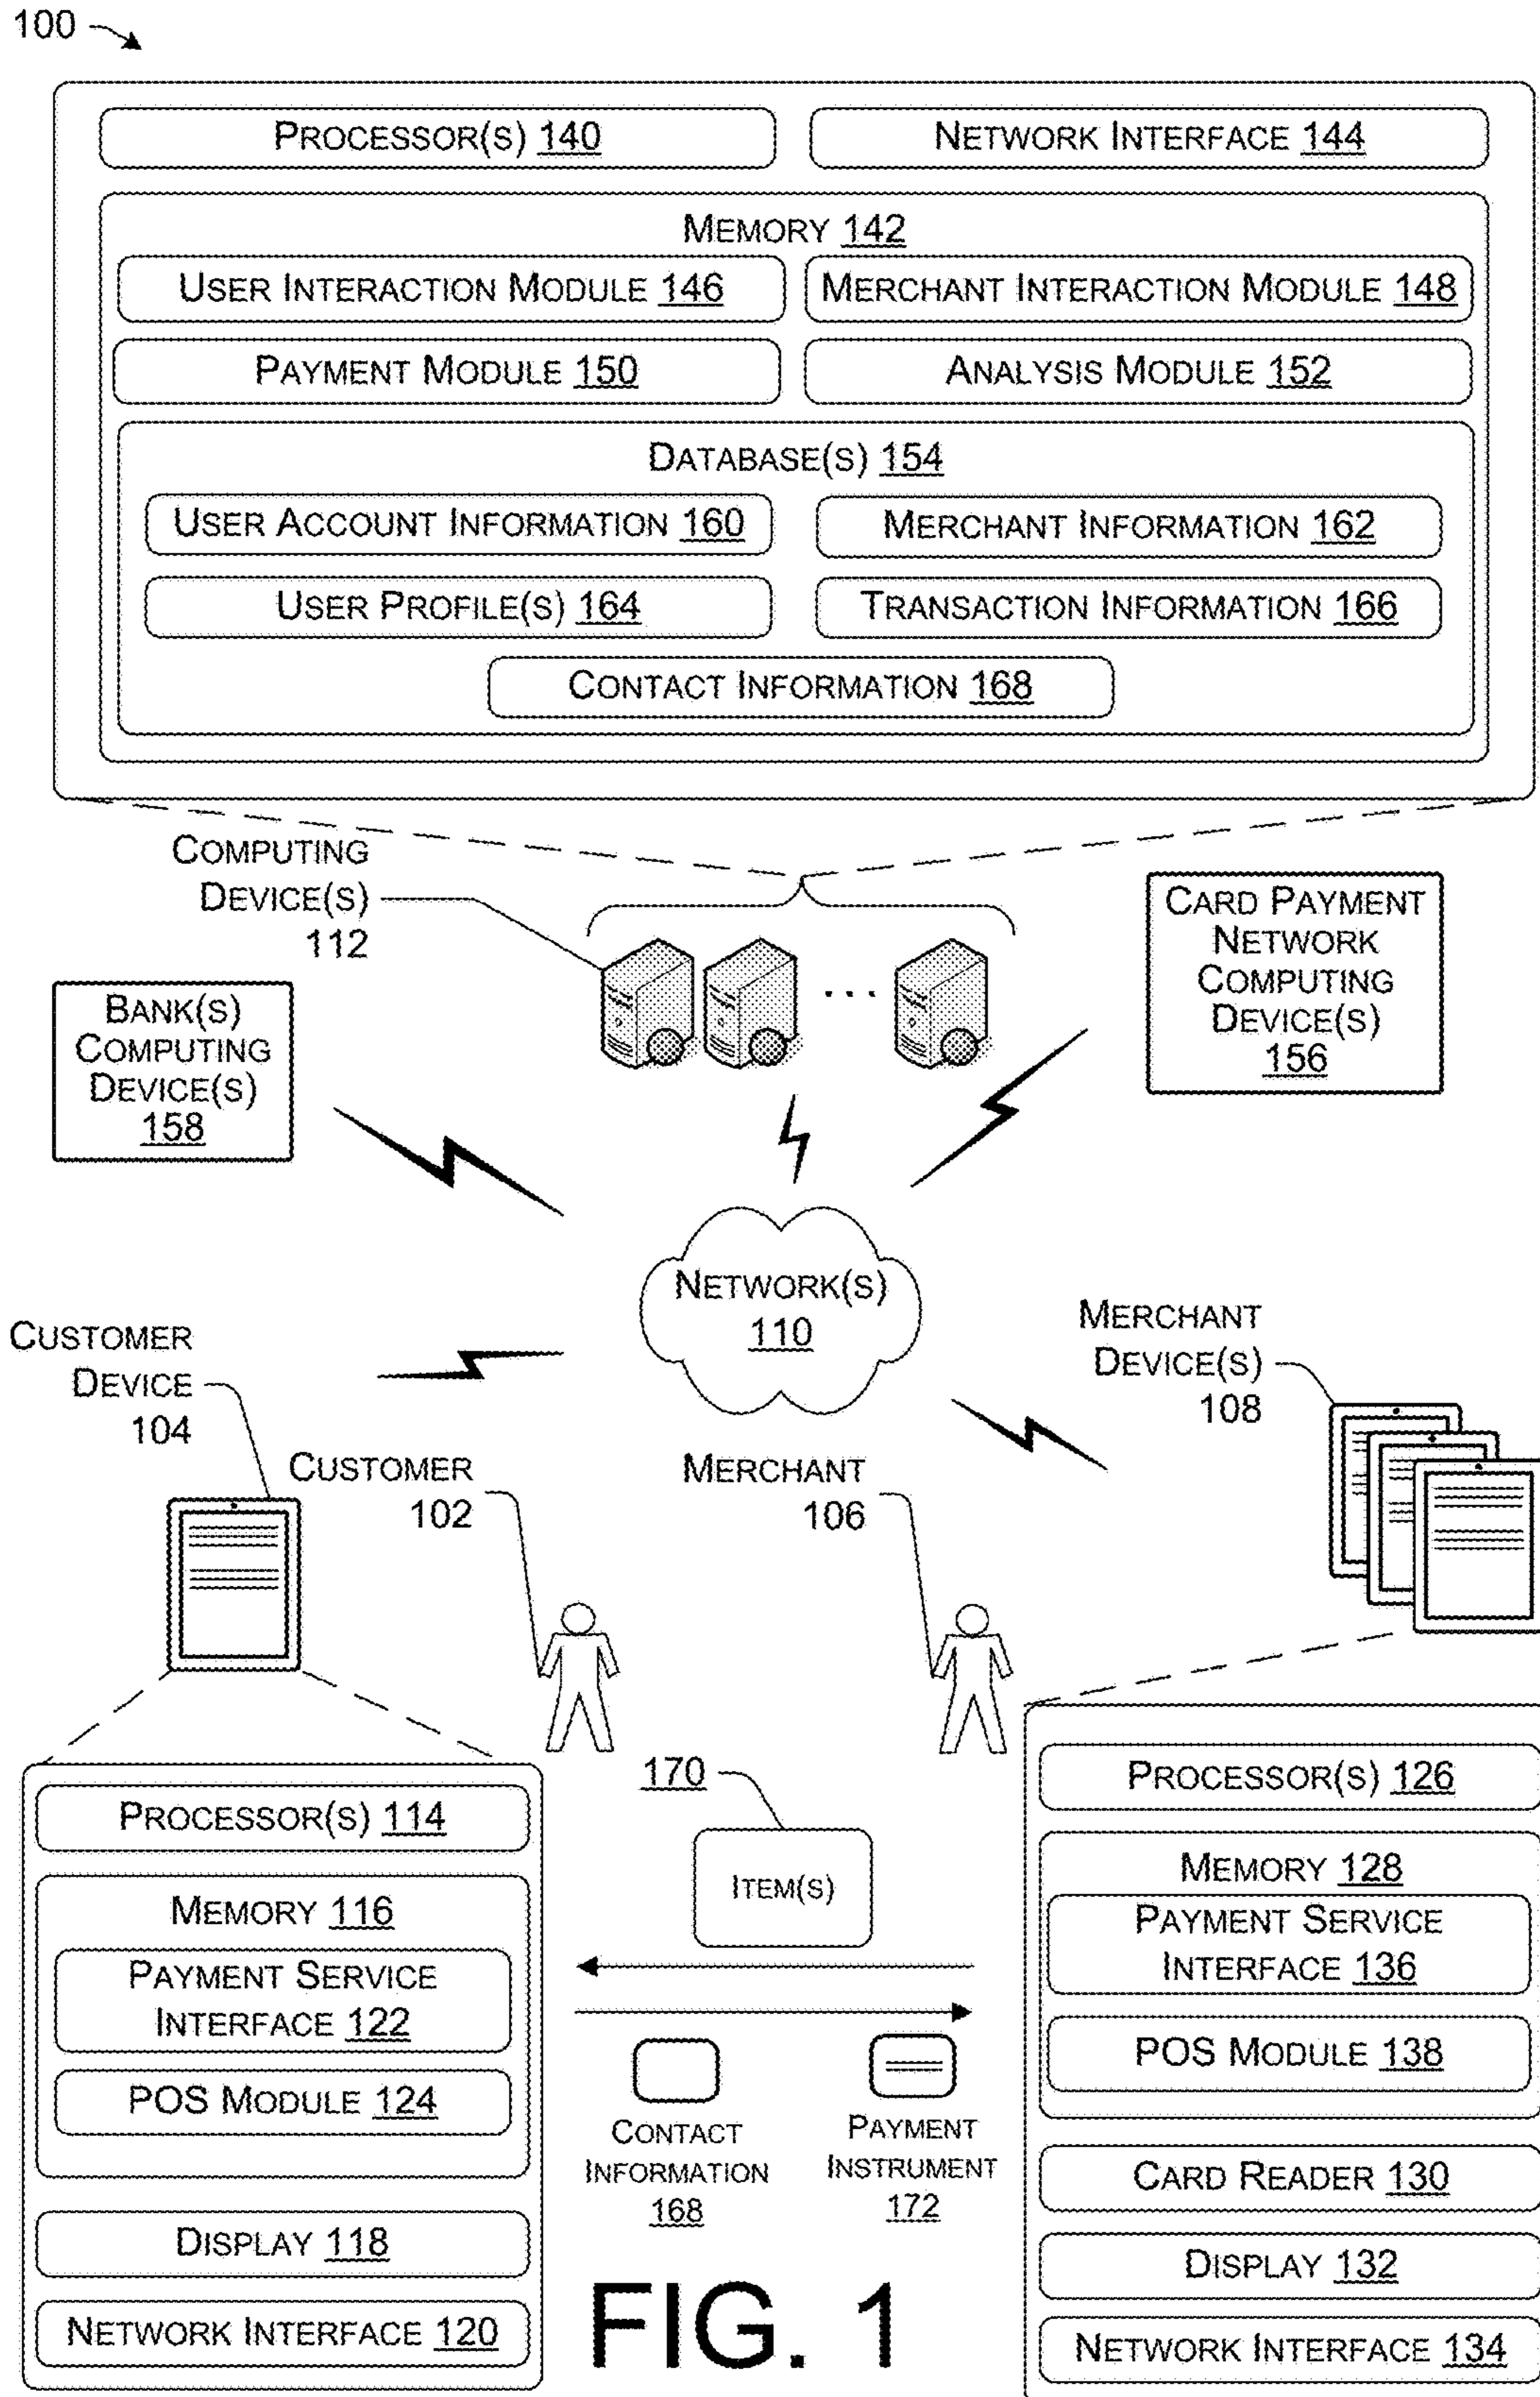 100
PROCESSOR(S) 140
NETWORK INTERFACE 144
MEMORY 142
USER INTERACTION MODULE 146
MERCHANT INTERACTION MODULE 148
PAYMENT MODULE 150
ANALYSIS MODULE 152
DATABASE(S) 154
USER ACCOUNT INFORMATION 160
MERCHANT INFORMATION 162
USER PROFILE(S) 164
TRANSACTION INFORMATION 166
CONTACT INFORMATION 168
COMPUTING
DEVICE(S)
112
CARD PAYMENT
NETWORK
COMPUTING
DEVICE(S)
156
BANK(S)
COMPUTING
DEVICE(S)
158
NETWORK(S)
110
CUSTOMER
DEVICE
104
MERCHANT
DEVICE(S)
108
CUSTOMER
102
MERCHANT
106
PROCESSOR(S) 114
MEMORY 116
PAYMENT SERVICE
INTERFACE 122
POS MODULE 124
DISPLAY 118
NETWORK INTERFACE 120
170
ITEM(S)
CONTACT
INFORMATION
168
PAYMENT
INSTRUMENT
172
PROCESSOR(S) 126
MEMORY 128
PAYMENT SERVICE
INTERFACE 136
POS MODULE 138
CARD READER 130
DISPLAY 132
NETWORK INTERFACE 134
FIG. 1